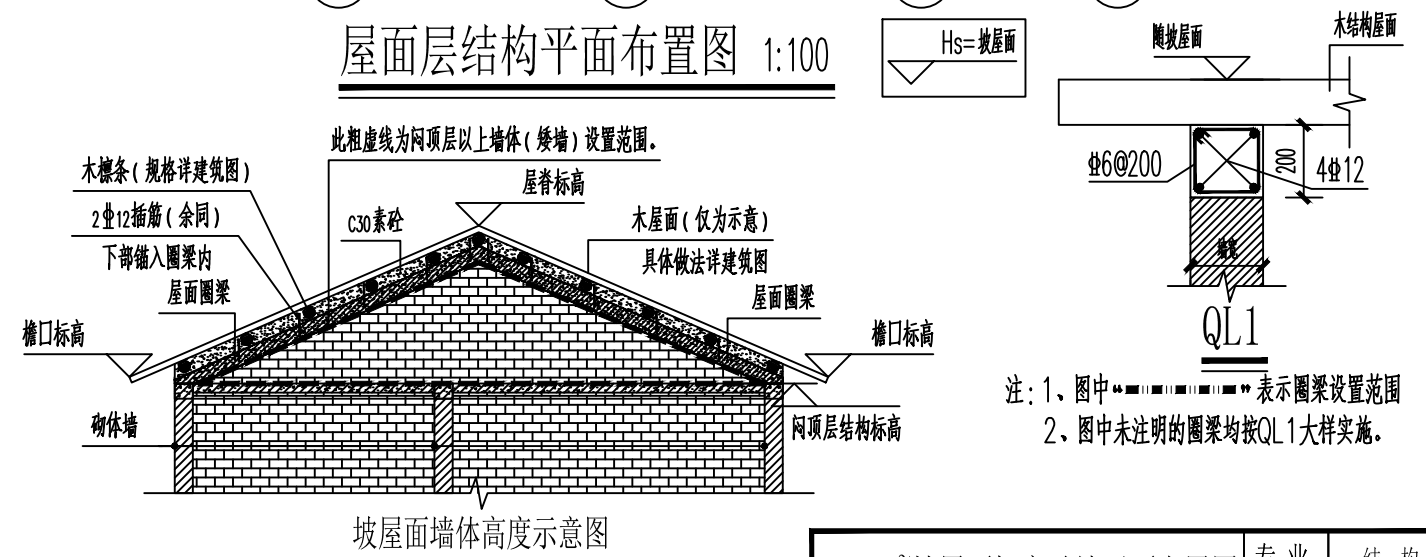 屋面层结构平面布置图 1:100
Hs=坡屋面
随坡屋面
木结构屋面
⌀6@200
200
4⌀12
墙宽
QL1
注:1、图中 表示圈梁设置范围
2、图中未注明的圈梁均按QL1大样实施。
此粗虚线为闷顶层以上墙体(矮墙)设置范围。
木檩条(规格详建筑图)
屋脊标高
2⌀12插筋(余同)
下部锚入圈梁内
C30素砼
木屋面(仅为示意)
具体做法详建筑图
屋面圈梁
屋面圈梁
檐口标高
檐口标高
砌体墙
闷顶层结构标高
坡屋面墙体高度示意图
专业
结构